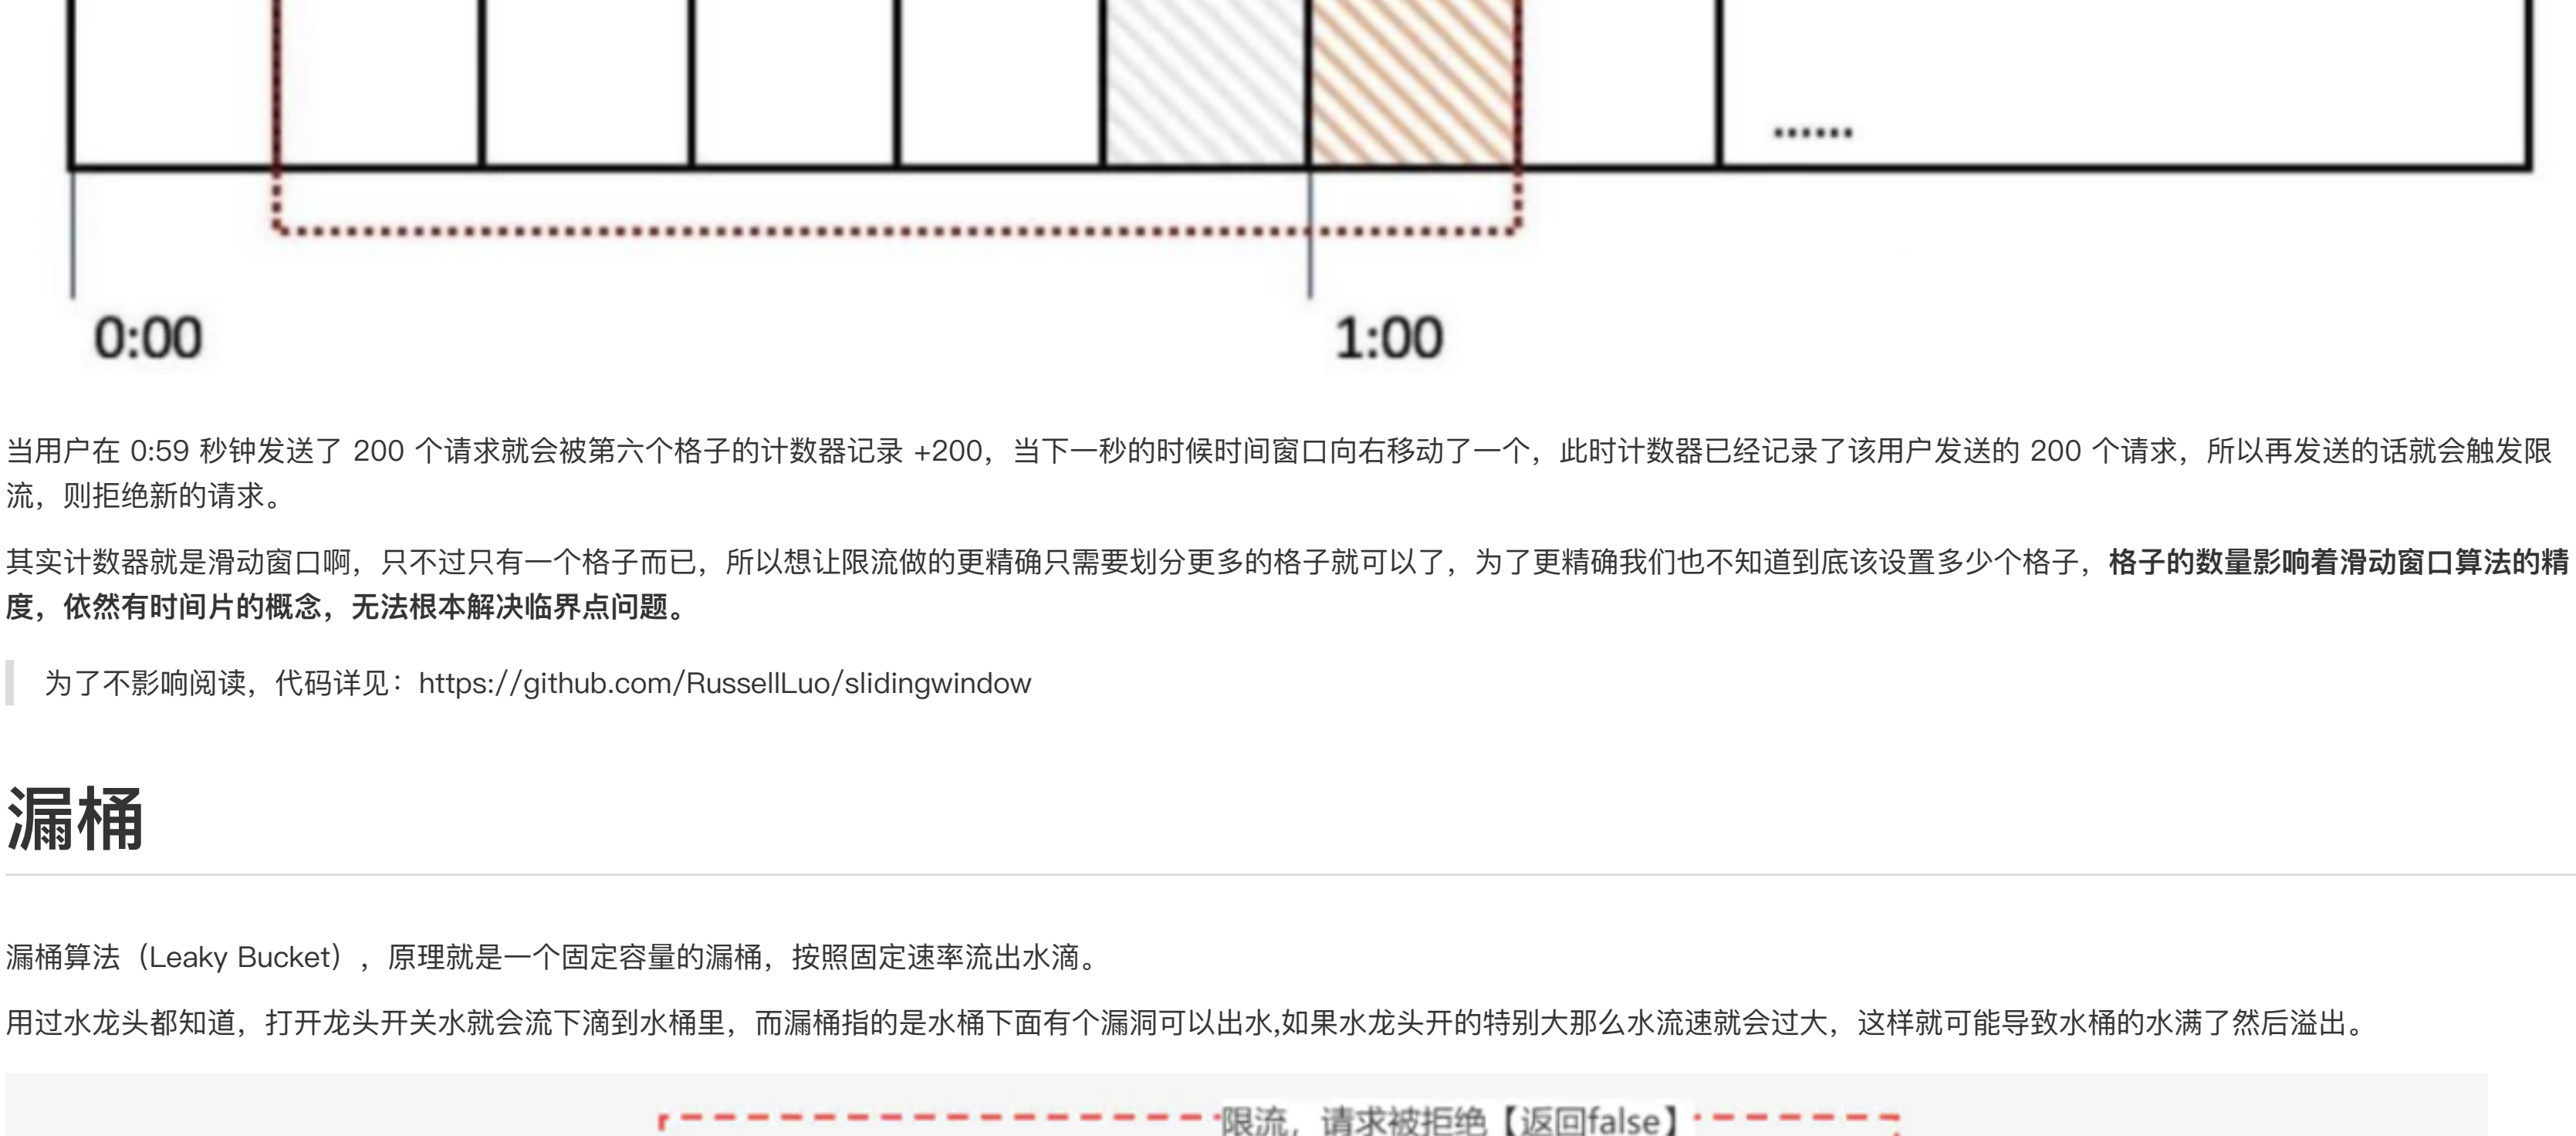 ......
0:00
1:00
当用户在 0:59 秒钟发送了 200 个请求就会被第六个格子的计数器记录 +200，当下一秒的时候时间窗口向右移动了一个，此时计数器已经记录了该用户发送的 200 个请求，所以再发送的话就会触发限
流，则拒绝新的请求。
其实计数器就是滑动窗口啊，只不过只有一个格子而已，所以想让限流做的更精确只需要划分更多的格子就可以了，为了更精确我们也不知道到底该设置多少个格子，格子的数量影响着滑动窗口算法的精
度，依然有时间片的概念，无法根本解决临界点问题。
为了不影响阅读，代码详见：https://github.com/RussellLuo/slidingwindow
漏桶
漏桶算法（Leaky Bucket），原理就是一个固定容量的漏桶，按照固定速率流出水滴。
用过水龙头都知道，打开龙头开关水就会流下滴到水桶里，而漏桶指的是水桶下面有个漏洞可以出水,如果水龙头开的特别大那么水流速就会过大，这样就可能导致水桶的水满了然后溢出。
限流，请求被拒绝【返回false】